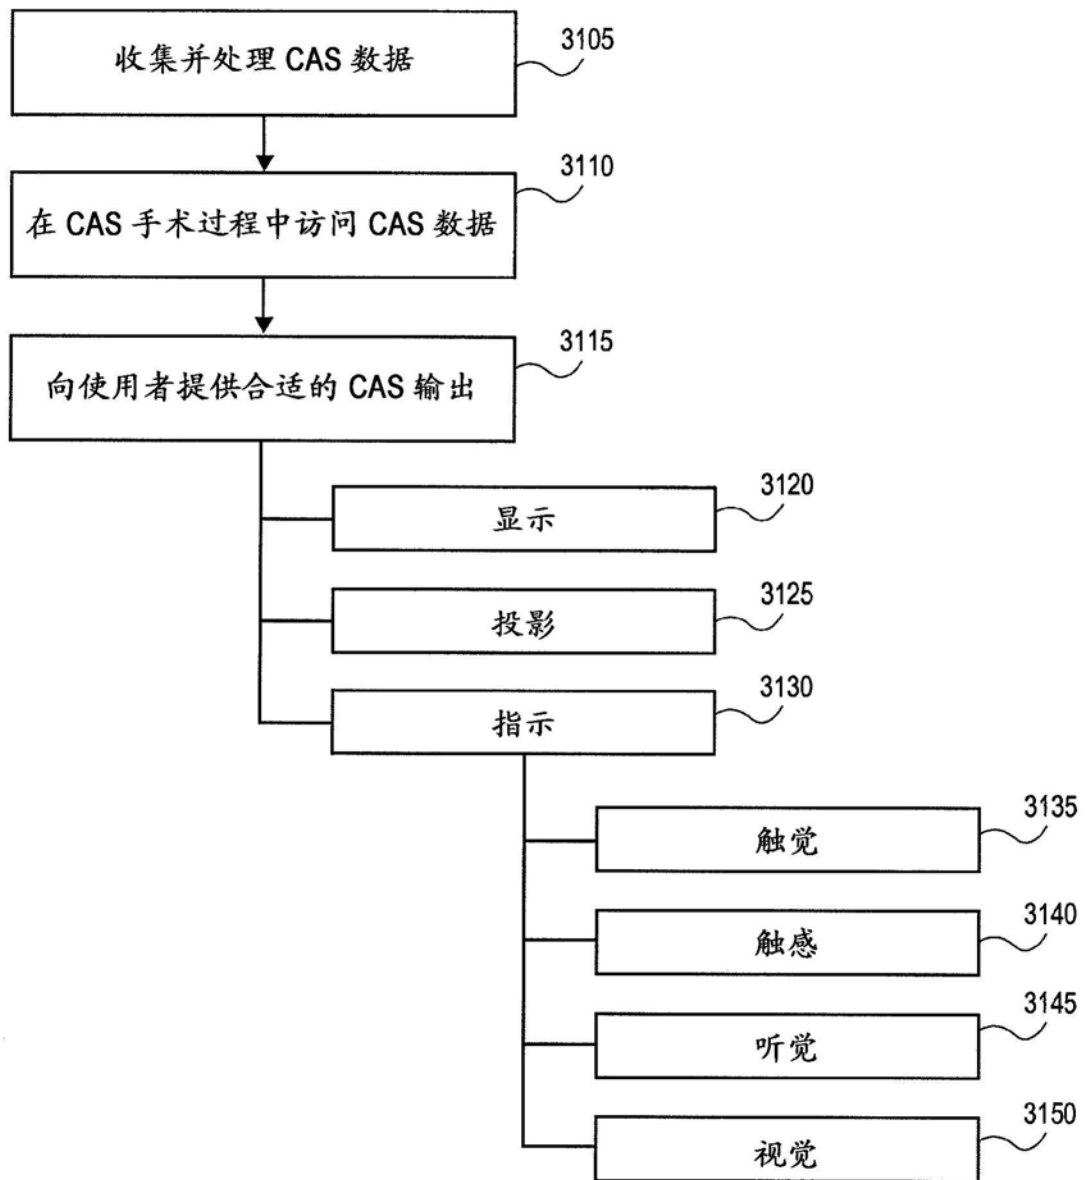 收集并处理 CAS 数据
3105
在 CAS 手术过程中访问 CAS 数据
3110
向使用者提供合适的 CAS 输出
3115
显示
3120
投影
3125
指示
3130
触觉
3135
触感
3140
听觉
3145
视觉
3150